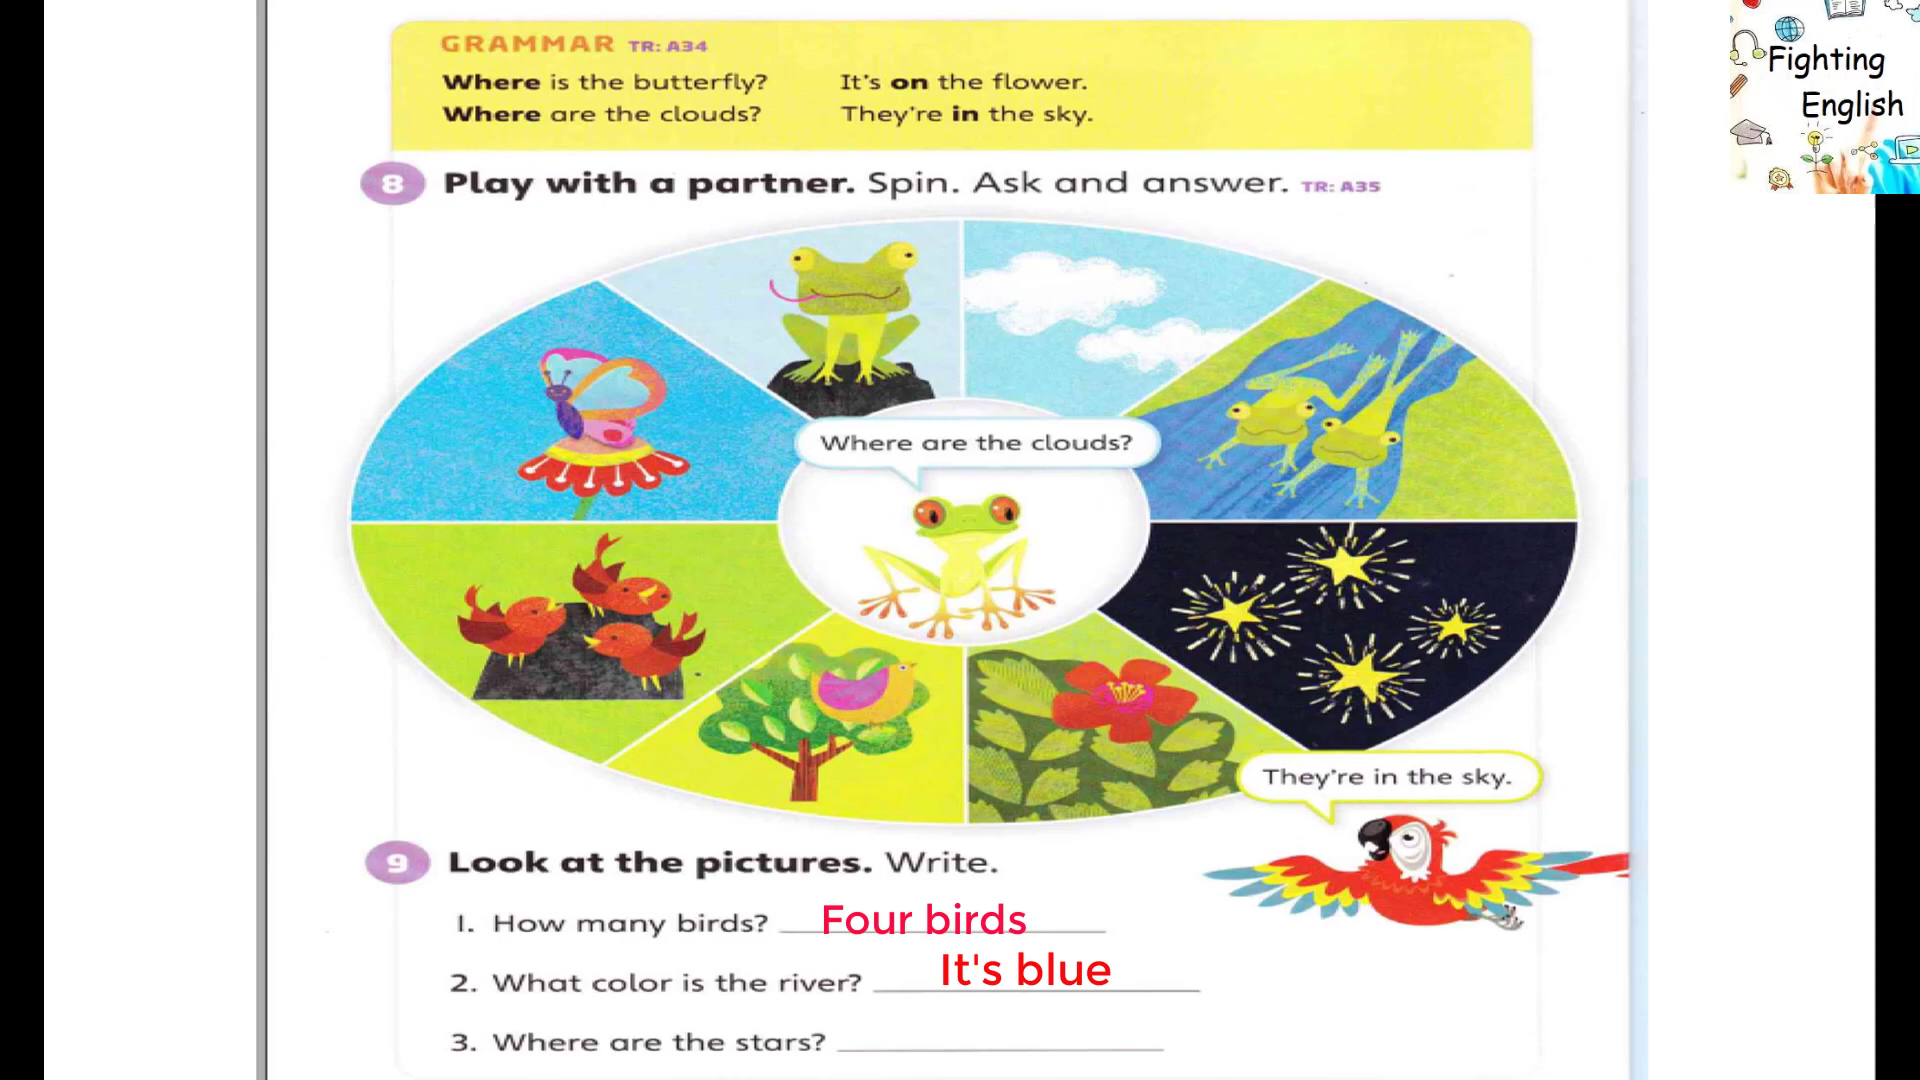 GRAMMAR TR: A34
Where is the butterfly? It's on the flower.
Where are the clouds? They're in the sky.
8 Play with a partner. Spin. Ask and answer. TR: A35
Where are the clouds?
They're in the sky.
9 Look at the pictures. Write.
1. How many birds? Four birds
2. What color is the river? It's blue
3. Where are the stars?
Fighting
English